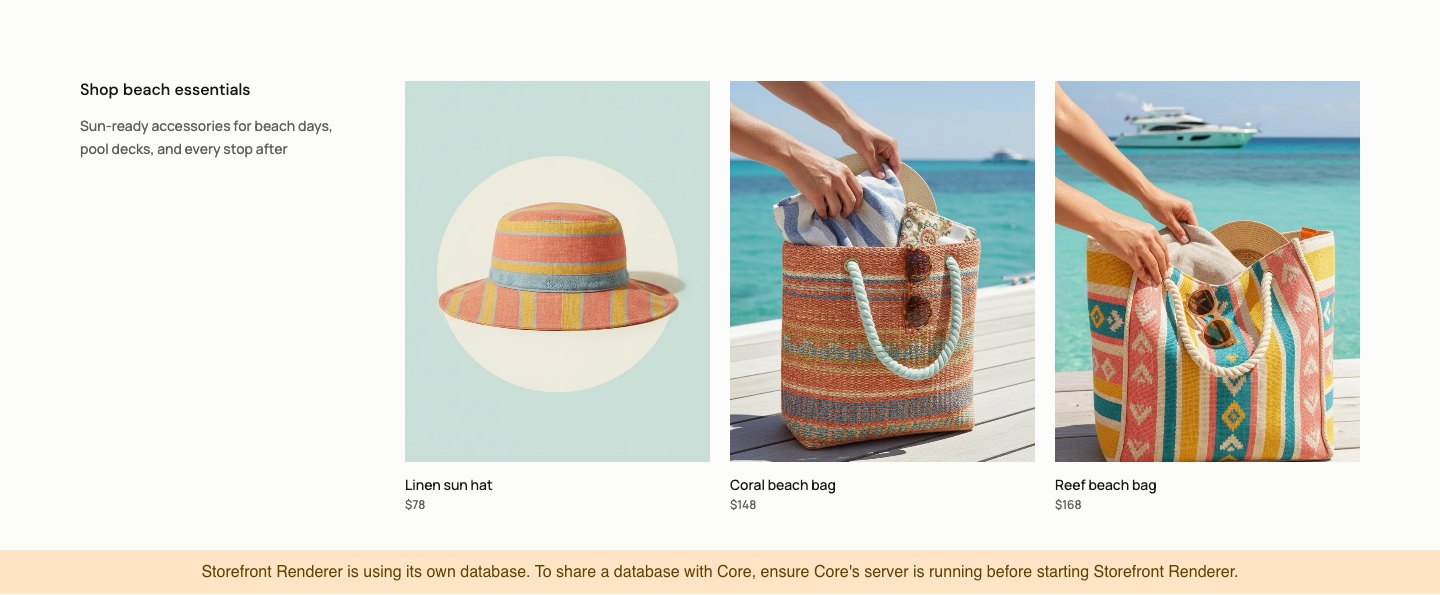 Shop beach essentials
Sun-ready accessories for beach days,
pool decks, and every stop after
Linen sun hat
$78
Coral beach bag
$148
Reef beach bag
$168
Storefront Renderer is using its own database. To share a database with Core, ensure Core's server is running before starting Storefront Renderer.